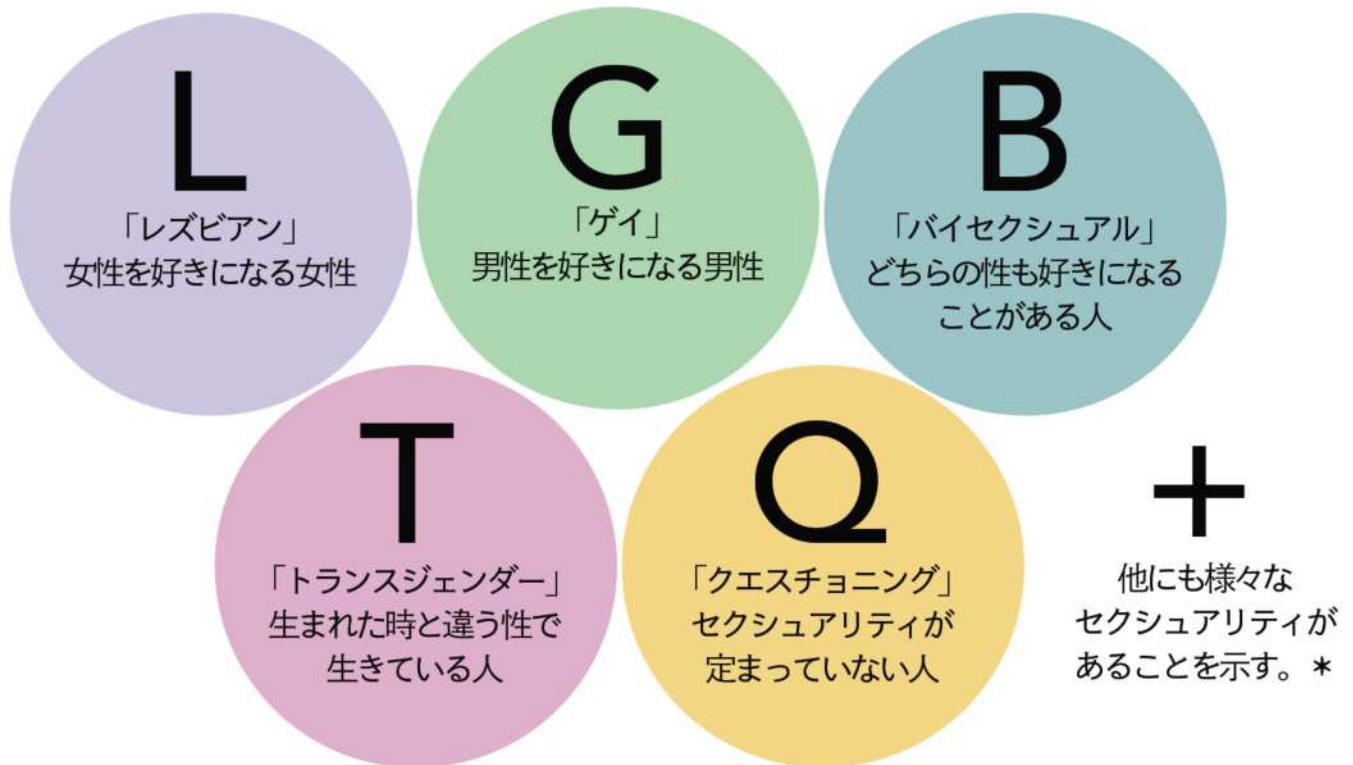 L
「レズビアン」
女性を好きになる女性
G
「ゲイ」
男性を好きになる男性
B
「バイセクシュアル」
どちらの性も好きになる
ことがある人
T
「トランスジェンダー」
生まれた時と違う性で
生きている人
Q
「クエスチョニング」
セクシュアリティが
定まっていない人
+
他にも様々な
セクシュアリティが
あることを示す。*